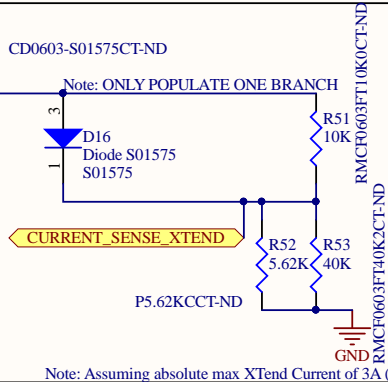 CD0603-S01575CT-ND
Note: ONLY POPULATE ONE BRANCH
3
D16
Diode S01575
S01575
1
R51
10K
RMCF0603FT10K0CT-ND
CURRENT_SENSE_XTEND
R52
5.62K
P5.62KCCT-ND
R53
40K
RMCF0603FT40K2CT-ND
GND
Note: Assuming absolute max XTend Current of 3A (